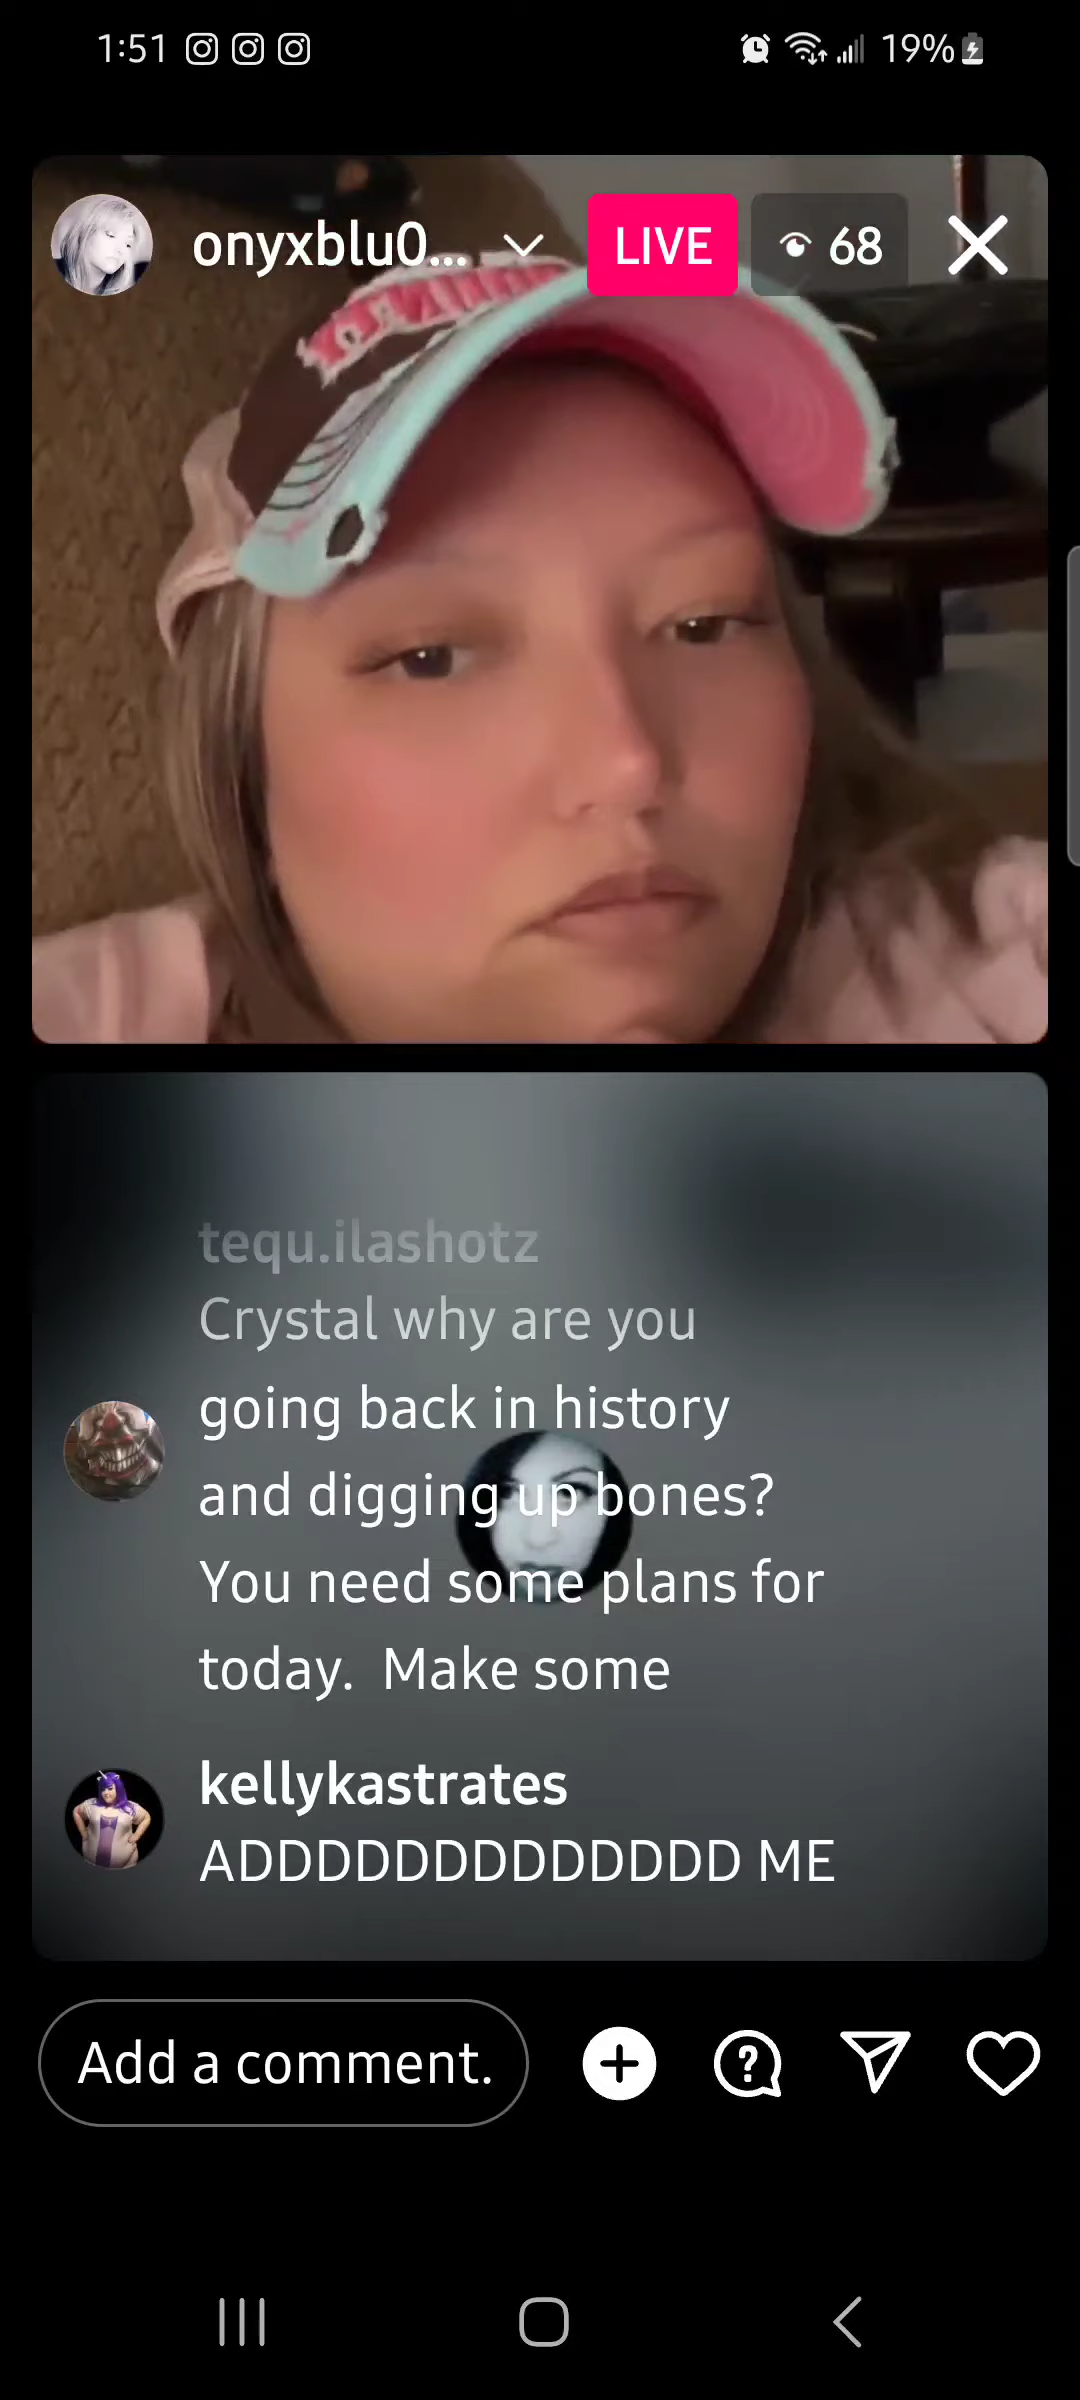 1:51 19%
onyxblu0... LIVE 68
tequ.ilashotz
Crystal why are you
going back in history
and digging up bones?
You need some plans for
today.  Make some
kellykastrates
ADDDDDDDDDDDDD ME
Add a comment.